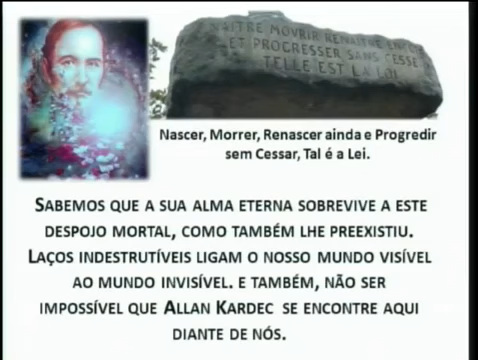 NAÎTRE MOVRIR RENAITRE ENCORE
ET PROGRESSER SANS CESSE
TELLE EST LA LOI
Nascer, Morrer, Renascer ainda e Progredir
sem Cessar, Tal é a Lei.
SABEMOS QUE A SUA ALMA ETERNA SOBREVIVE A ESTE
DESPOJO MORTAL, COMO TAMBÉM LHE PREEXISTIU.
LAÇOS INDESTRUTÍVEIS LIGAM O NOSSO MUNDO VISÍVEL
AO MUNDO INVISÍVEL. E TAMBÉM, NÃO SER
IMPOSSÍVEL QUE ALLAN KARDEC SE ENCONTRE AQUI
DIANTE DE NÓS.